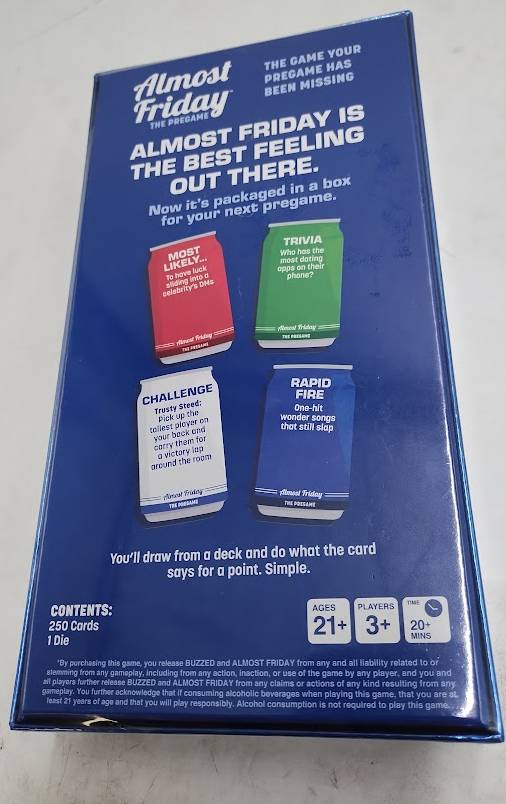 Almost
Friday™
THE PREGAME
THE GAME YOUR
PREGAME HAS
BEEN MISSING
ALMOST FRIDAY IS
THE BEST FEELING
OUT THERE.
Now it's packaged in a box
for your next pregame.
MOST
LIKELY...
To have luck
sliding into a
celebrity's DMs
Almost Friday
THE PREGAME
TRIVIA
Who has the
most dating
apps on their
phone?
Almost Friday
THE PREGAME
CHALLENGE
Trusty Steed:
Pick up the
tallest player on
your back and
carry them for
a victory lap
around the room
Almost Friday
THE PREGAME
RAPID
FIRE
One-hit
wonder songs
that still slap
Almost Friday
THE PREGAME
You'll draw from a deck and do what the card
says for a point. Simple.
CONTENTS:
250 Cards
1 Die
AGES
21+
PLAYERS
3+
TIME
20+
MINS
*By purchasing this game, you release BUZZED and ALMOST FRIDAY from any and all liability related to or
stemming from any gameplay, including from any action, inaction, or use of the game by any player, and you and
all players further release BUZZED and ALMOST FRIDAY from any claims or actions of any kind resulting from any
gameplay. You further acknowledge that if consuming alcoholic beverages when playing this game, that you are at
least 21 years of age and that you will play responsibly. Alcohol consumption is not required to play this game.